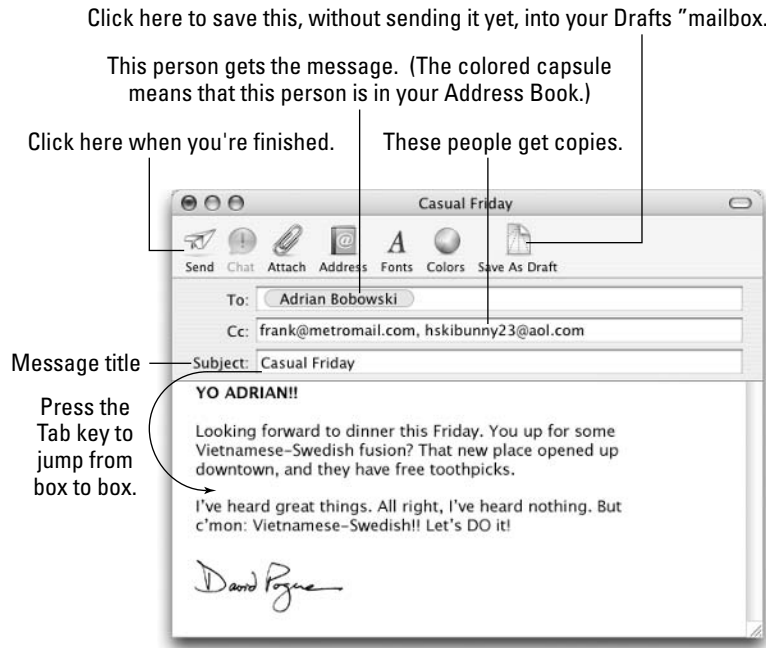 Click here to save this, without sending it yet, into your Drafts ”mailbox.
This person gets the message. (The colored capsule
means that this person is in your Address Book.)
Click here when you're finished.
These people get copies.
Casual Friday
Send Chat Attach Address Fonts Colors Save As Draft
To: Adrian Bobowski
Cc: frank@metromail.com, hskibunny23@aol.com
Message title
Subject: Casual Friday
Press the
Tab key to
jump from
box to box.
YO ADRIAN!!
Looking forward to dinner this Friday. You up for some
Vietnamese-Swedish fusion? That new place opened up
downtown, and they have free toothpicks.
I've heard great things. All right, I've heard nothing. But
c'mon: Vietnamese-Swedish!! Let's DO it!
David Pogue